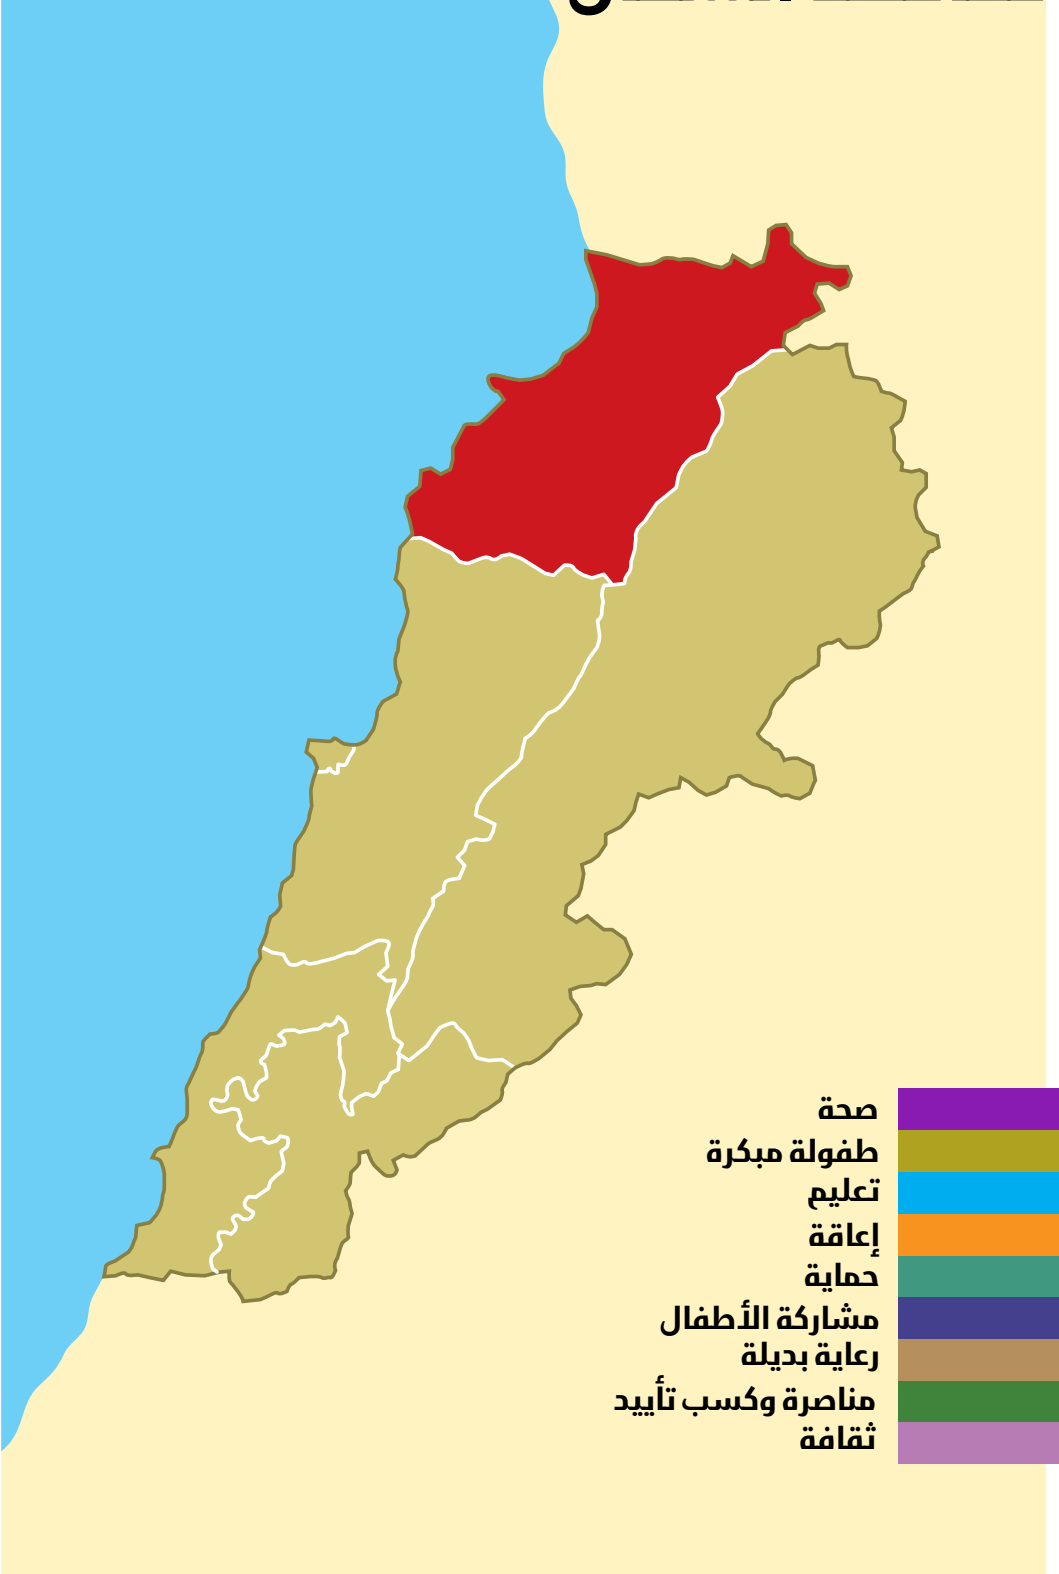 صحة
طفولة مبكرة
تعليم
إعاقة
حماية
مشاركة الأطفال
رعاية بديلة
مناصرة وكسب تأييد
ثقافة